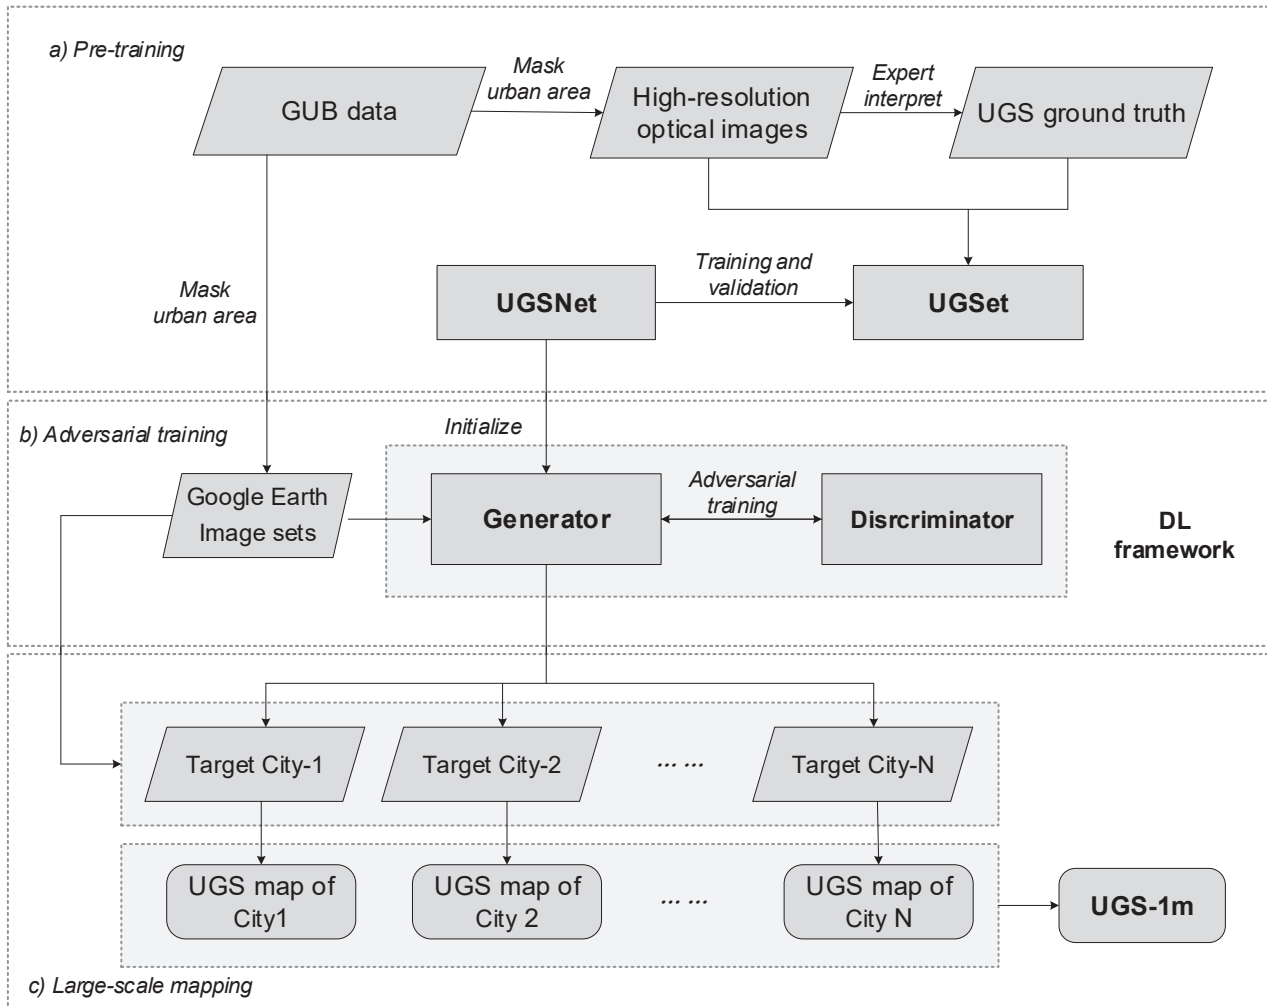 a) Pre-training
Mask
urban area
Expert
interpret
GUB data
High-resolution
optical images
UGS ground truth
Mask
urban area
UGSNet
Training and
validation
UGSet
b) Adversarial training
Initialize
Google Earth
Image sets
Generator
Adversarial
training
Disrcriminator
DL
framework
Target City-1
Target City-2
... ...
Target City-N
UGS map of
City1
UGS map of
City 2
... ...
UGS map of
City N
UGS-1m
c) Large-scale mapping